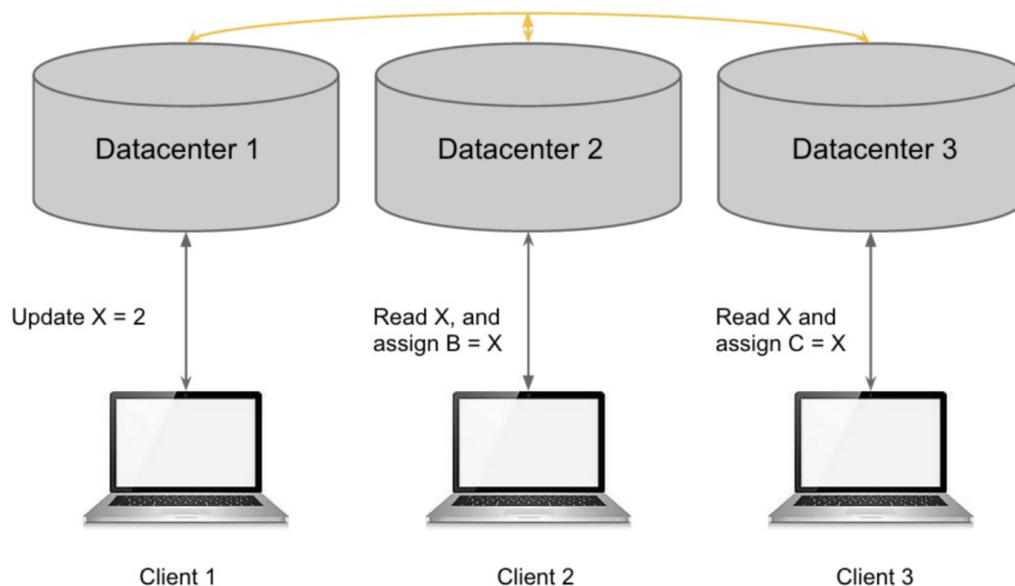 Datacenter 1
Datacenter 2
Datacenter 3
Update X = 2
Read X, and
assign B = X
Read X and
assign C = X
Client 1
Client 2
Client 3